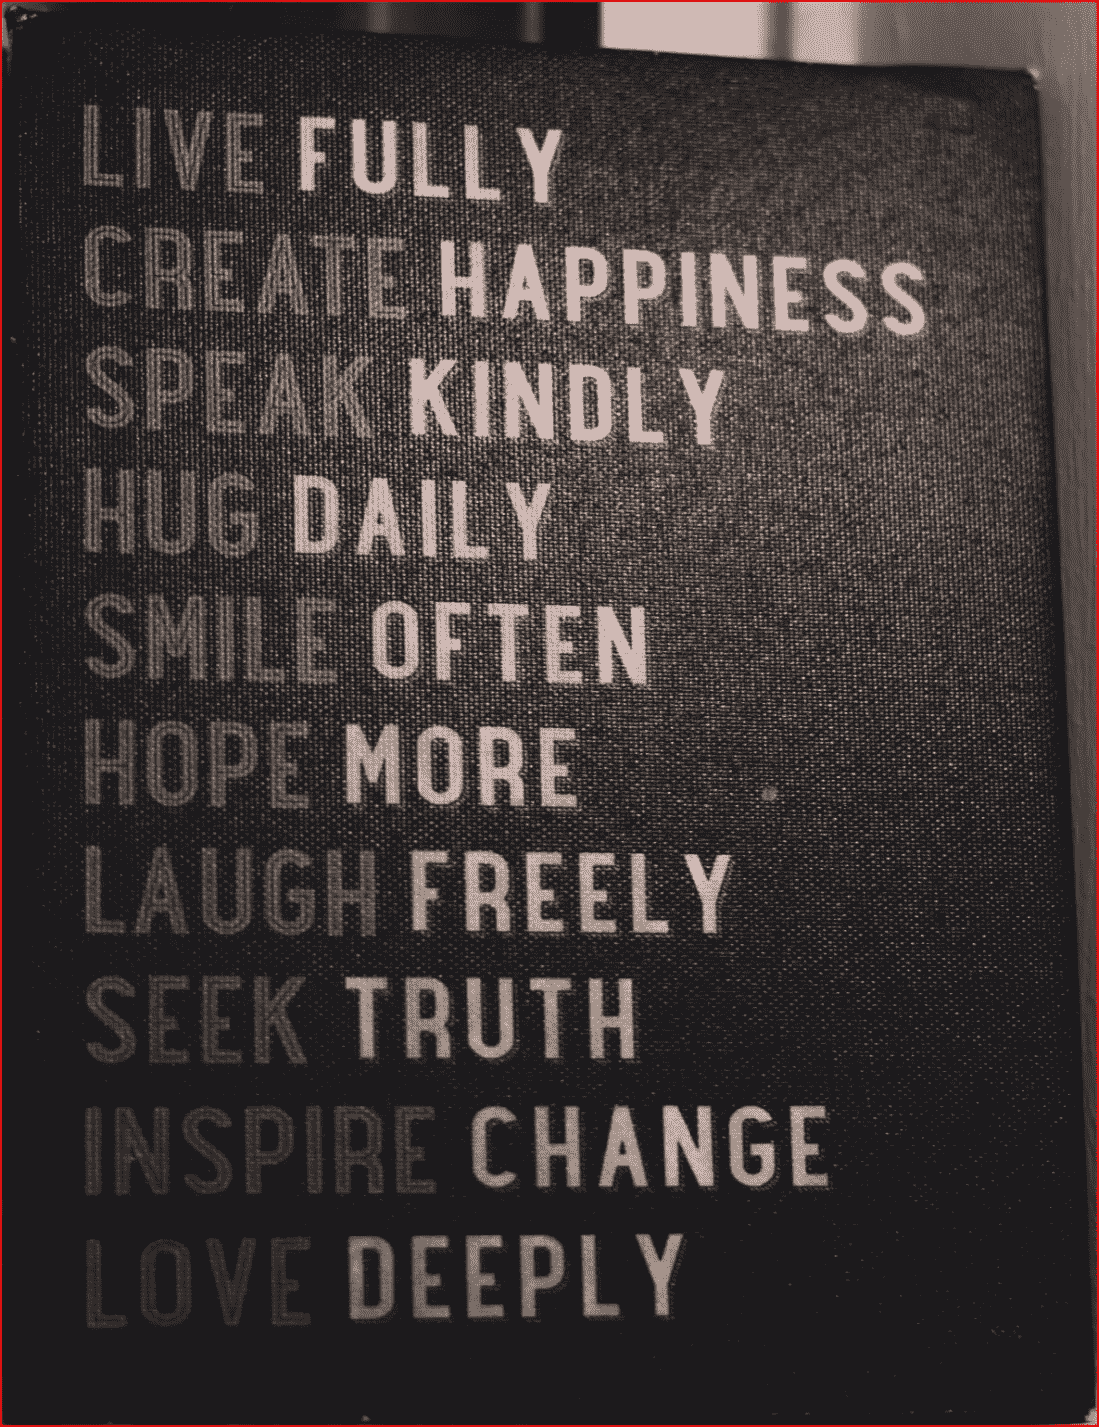 LIVE FULLY
CREATE HAPPINESS
SPEAK KINDLY
HUG DAILY
SMILE OFTEN
HOPE MORE
LAUGH FREELY
SEEK TRUTH
INSPIRE CHANGE
LOVE DEEPLY